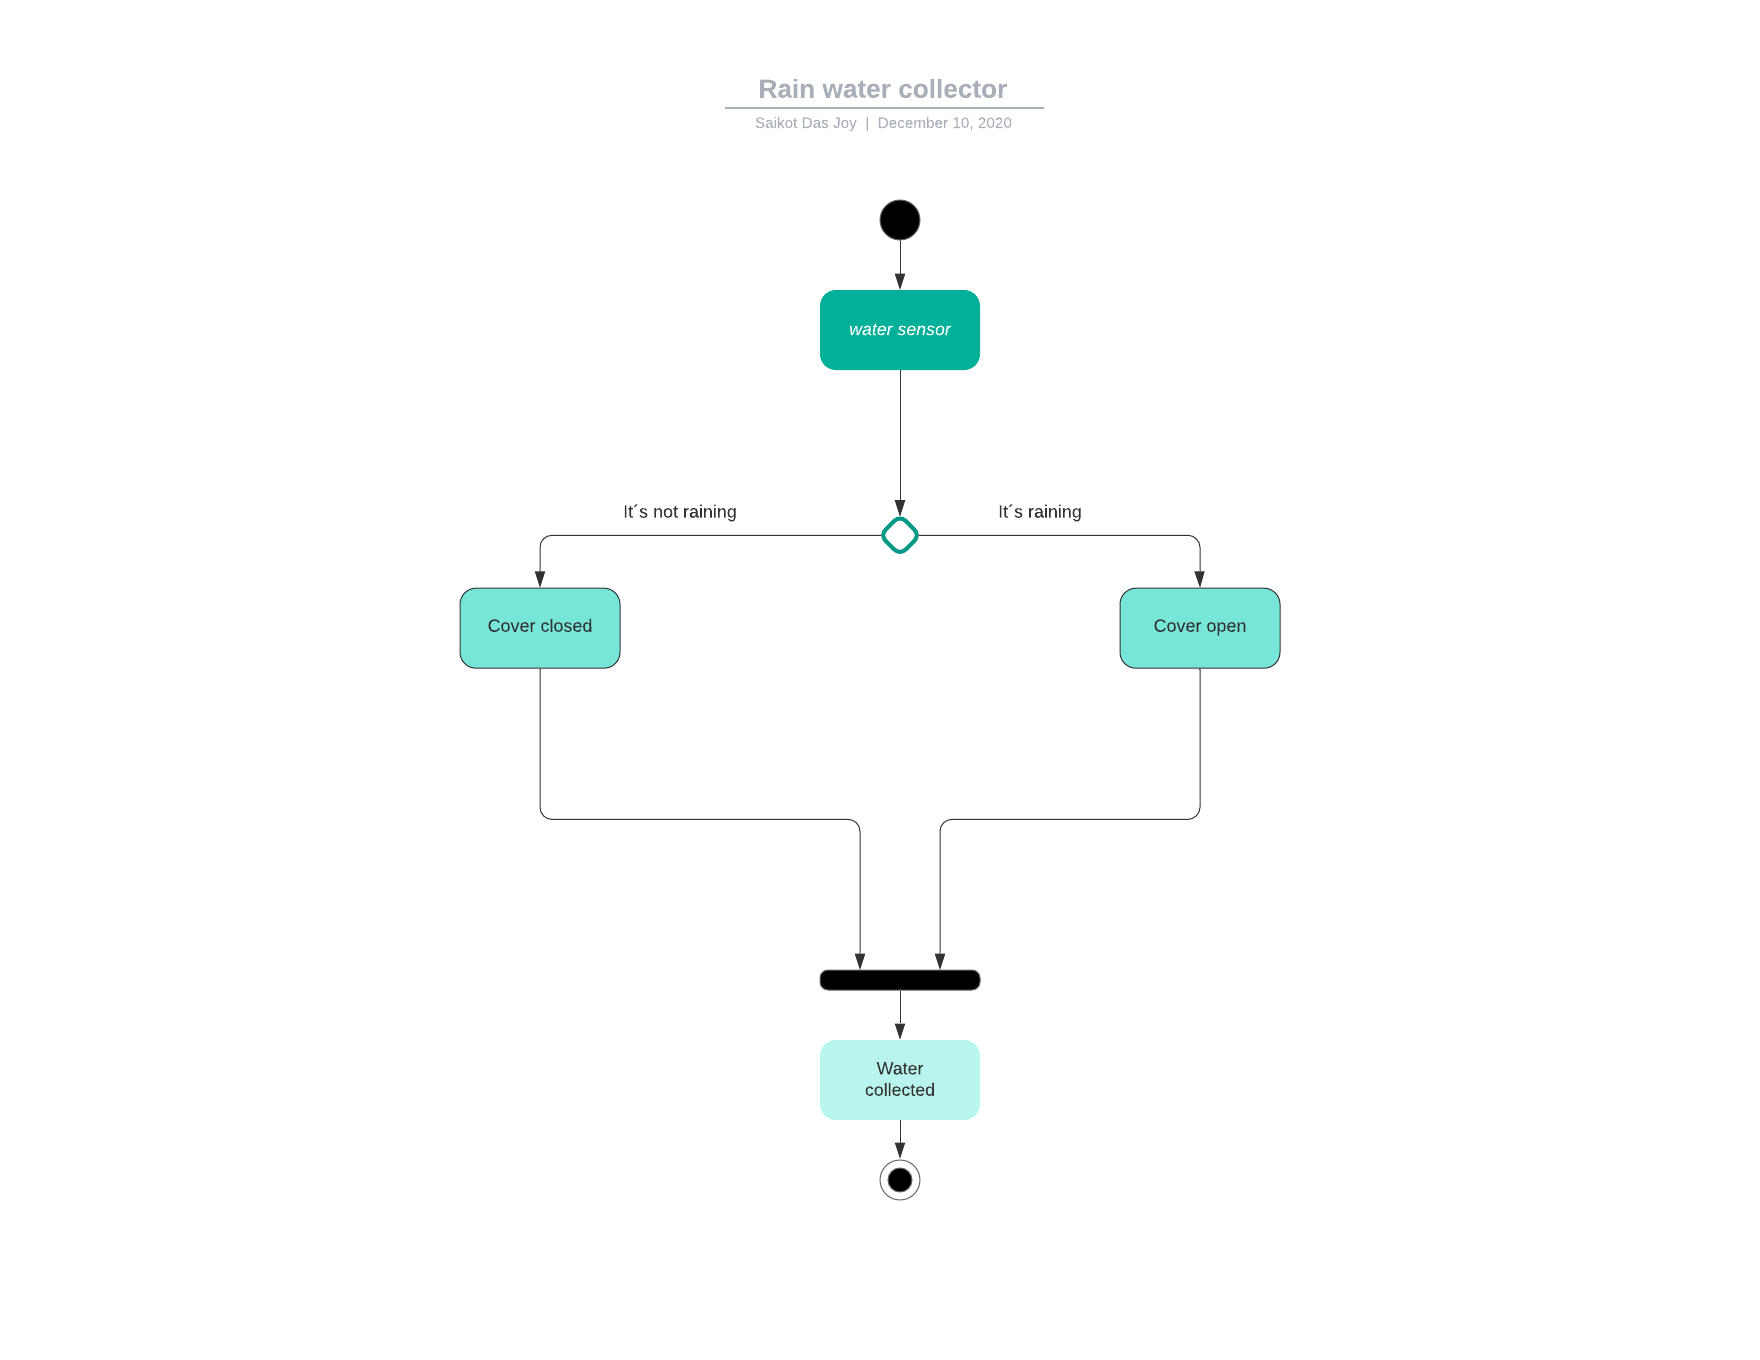 Rain water collector
Saikot Das Joy | December 10, 2020
water sensor
It´s not raining
It´s raining
Cover closed
Cover open
Water
collected